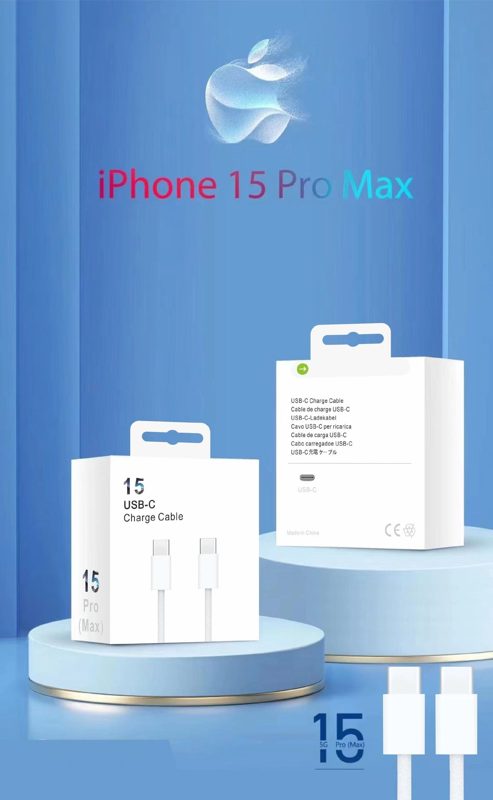 iPhone 15 Pro Max
USB-C Charge Cable
Cable de charge USB-C
USB-C-Ladekabel
Cavo USB-C per ricarica
Cable de carga USB-C
Cabo carregadoe USB-C
USB-C充電ケーブル
USB-C
Made in China
CE
15
USB-C
Charge Cable
15
Pro
(Max)
15
5G Pro (Max)